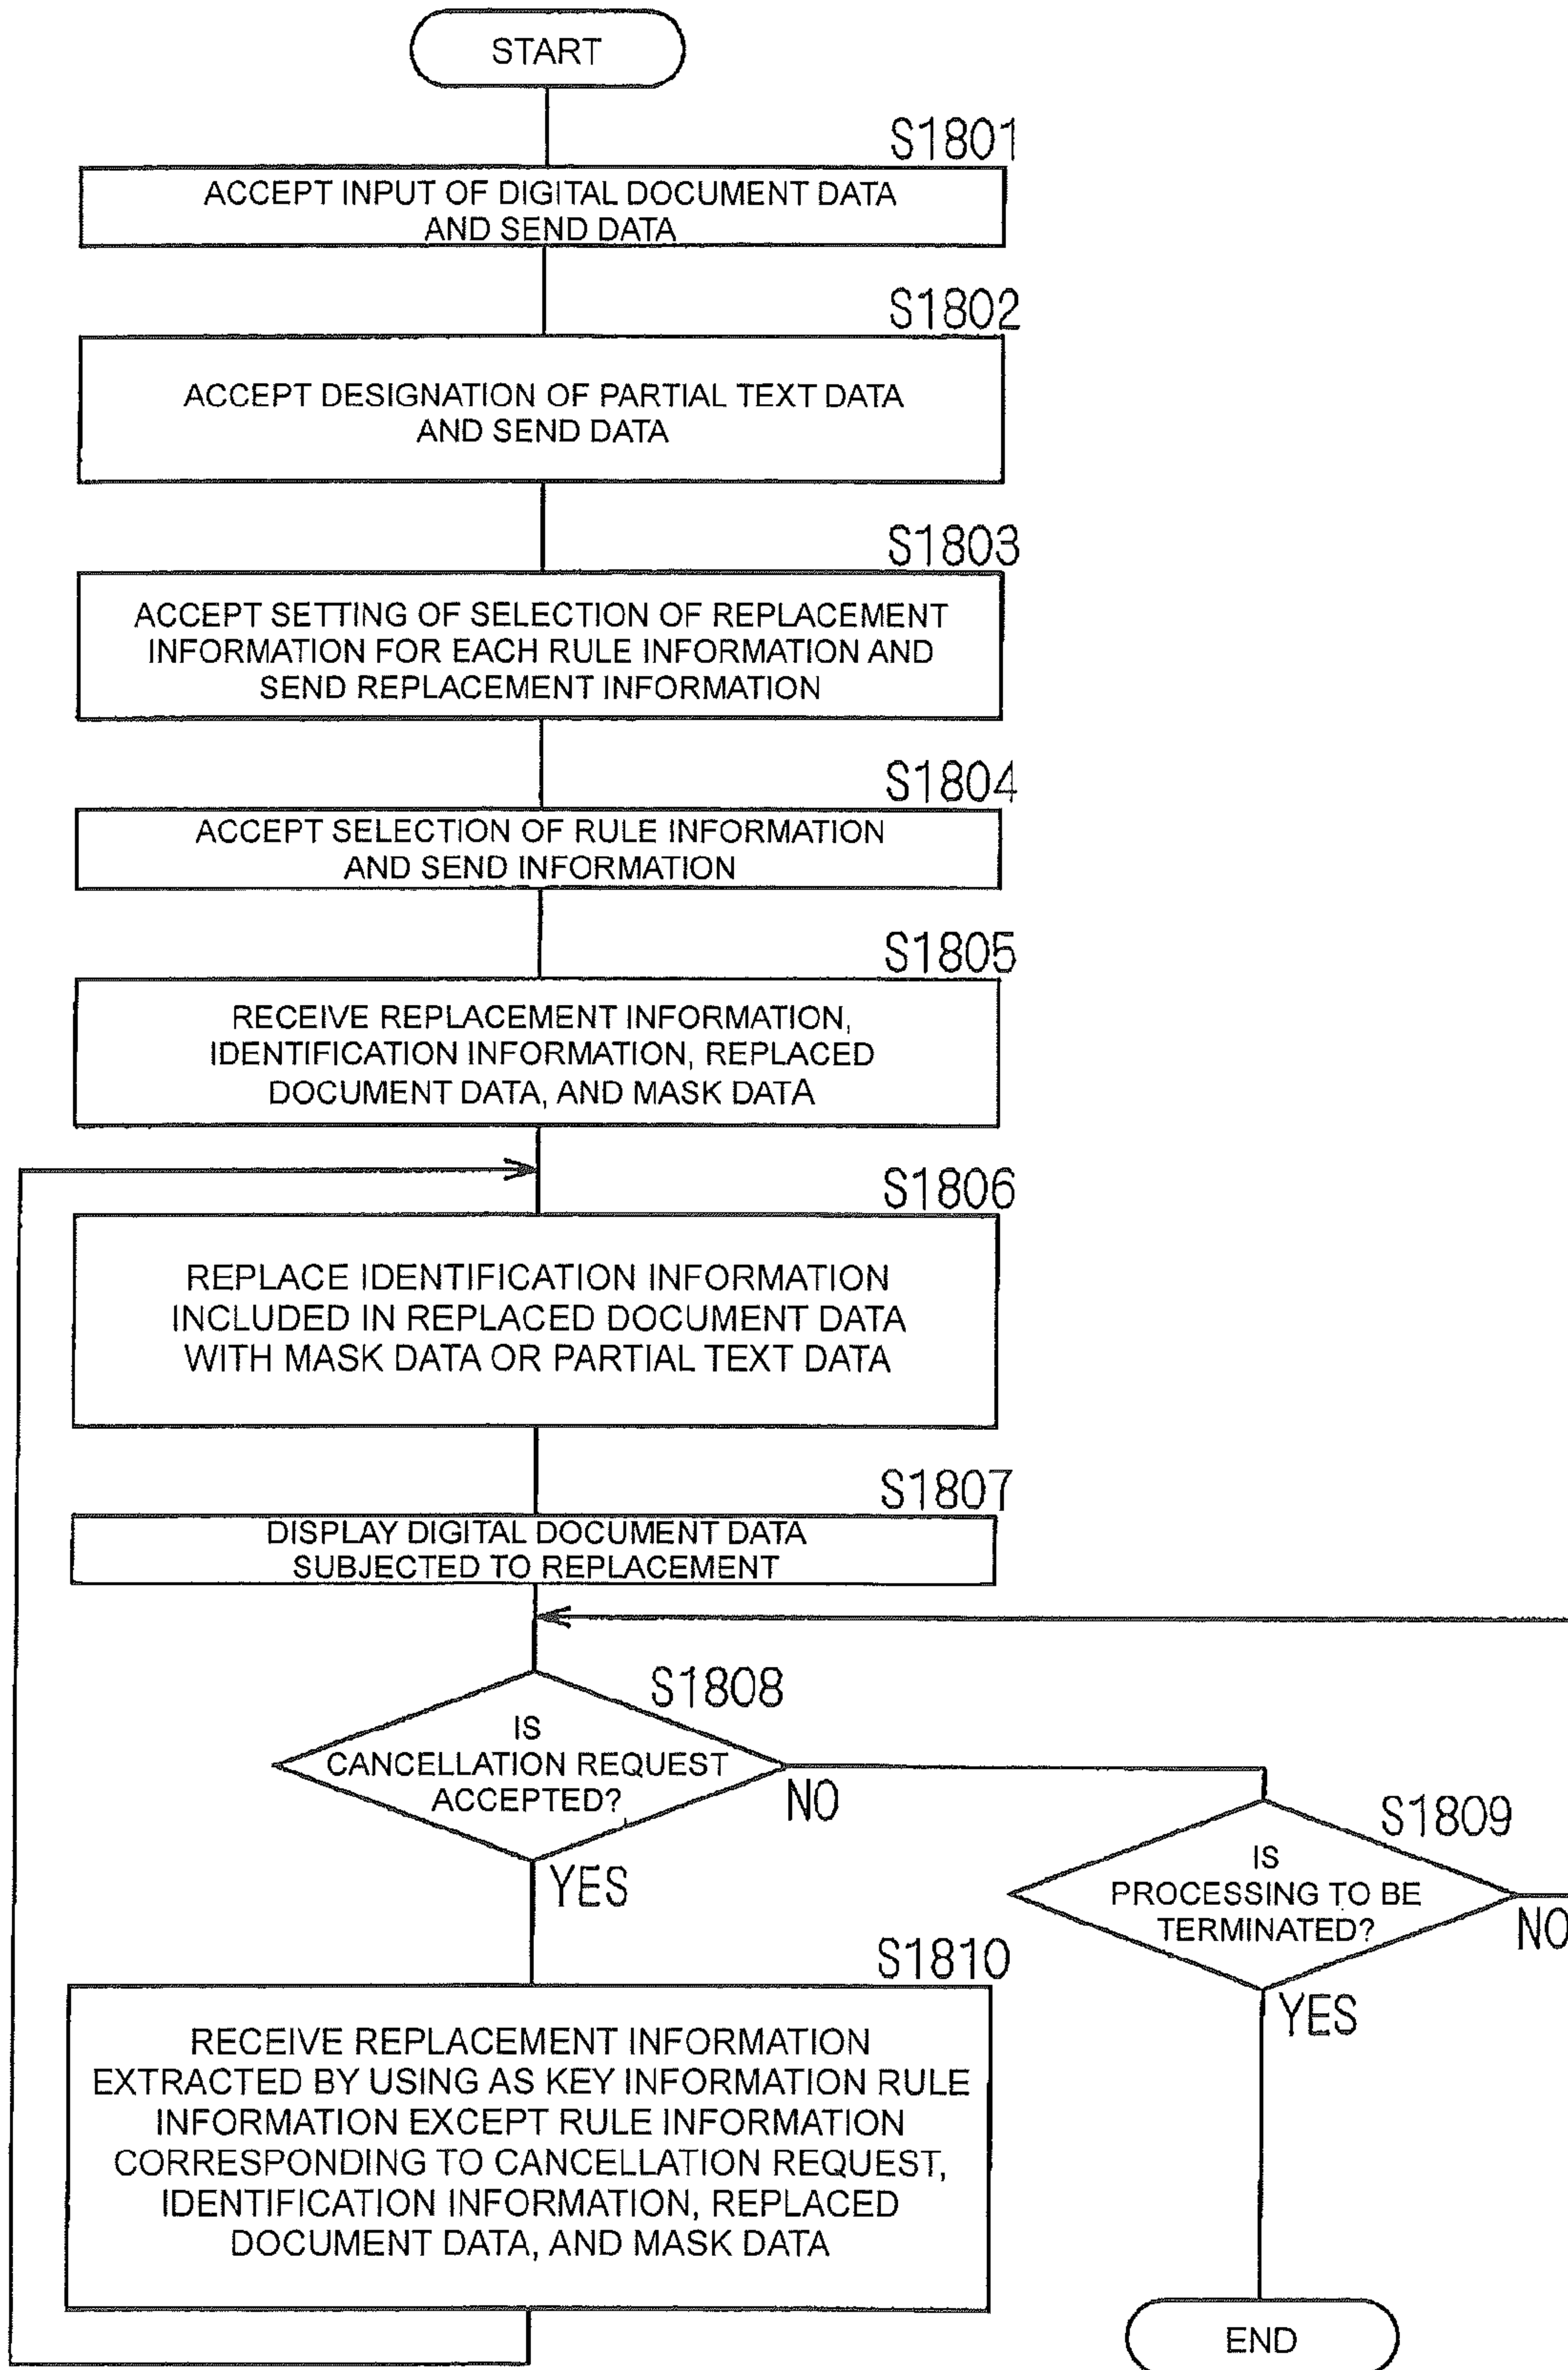 START
S1801
ACCEPT INPUT OF DIGITAL DOCUMENT DATA
AND SEND DATA
S1802
ACCEPT DESIGNATION OF PARTIAL TEXT DATA
AND SEND DATA
S1803
ACCEPT SETTING OF SELECTION OF REPLACEMENT
INFORMATION FOR EACH RULE INFORMATION AND
SEND REPLACEMENT INFORMATION
S1804
ACCEPT SELECTION OF RULE INFORMATION
AND SEND INFORMATION
S1805
RECEIVE REPLACEMENT INFORMATION,
IDENTIFICATION INFORMATION, REPLACED
DOCUMENT DATA, AND MASK DATA
S1806
REPLACE IDENTIFICATION INFORMATION
INCLUDED IN REPLACED DOCUMENT DATA
WITH MASK DATA OR PARTIAL TEXT DATA
S1807
DISPLAY DIGITAL DOCUMENT DATA
SUBJECTED TO REPLACEMENT
S1808
IS
CANCELLATION REQUEST
ACCEPTED?
NO
YES
S1809
IS
PROCESSING TO BE
TERMINATED?
NO
YES
S1810
RECEIVE REPLACEMENT INFORMATION
EXTRACTED BY USING AS KEY INFORMATION RULE
INFORMATION EXCEPT RULE INFORMATION
CORRESPONDING TO CANCELLATION REQUEST,
IDENTIFICATION INFORMATION, REPLACED
DOCUMENT DATA, AND MASK DATA
END